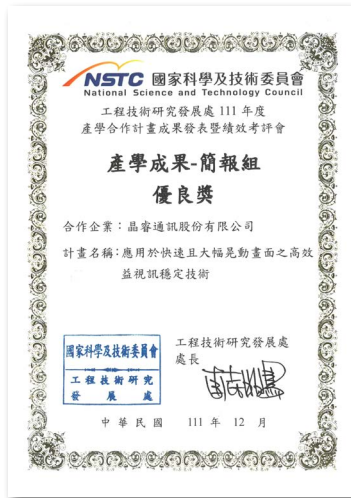 NSTC 國家科學及技術委員會
National Science and Technology Council
工程技術研究發展處 111 年度
產學合作計畫成果發表暨績效考評會
產學成果-簡報組
優良獎
合作企業：晶睿通訊股份有限公司
計畫名稱：應用於快速且大幅晃動畫面之高效
益視訊穩定技術
國家科學及技術委員會
工程技術研究
發展處
工程技術研究發展處
處長
中華民國 111 年 12 月